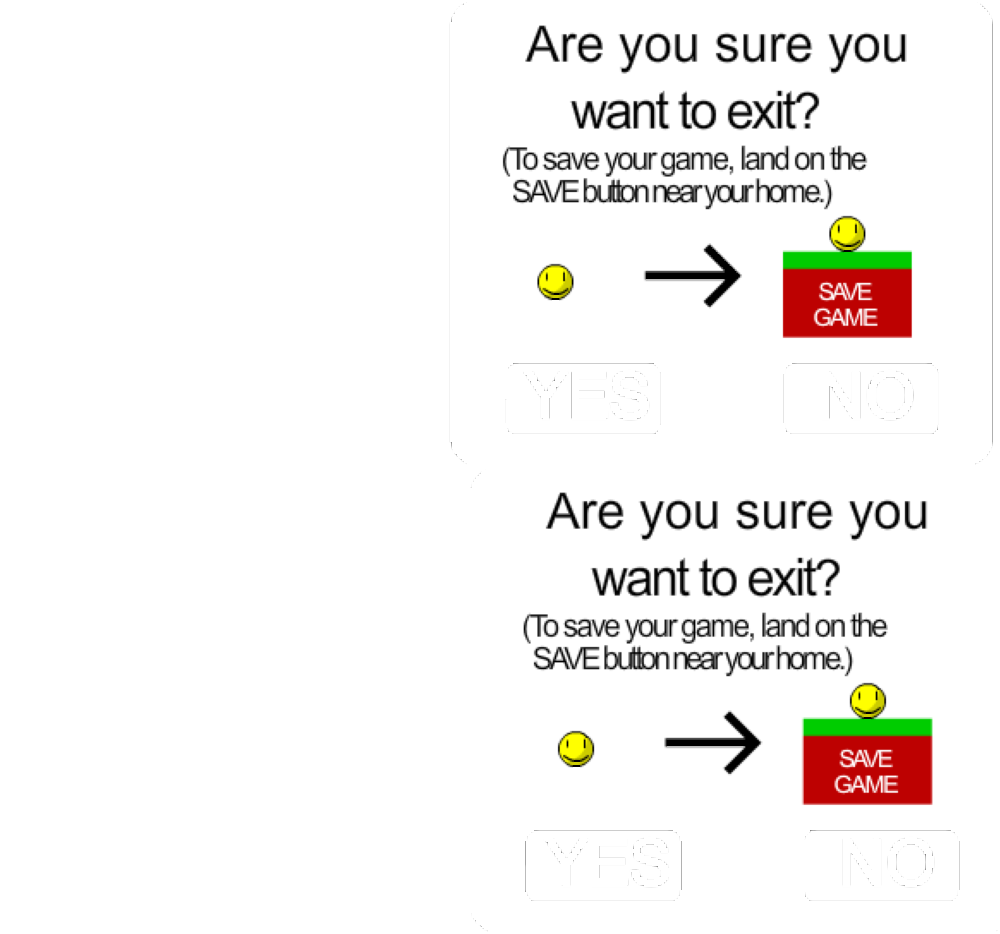 Are you sure you
want to exit?
(To save your game, land on the
SAVE button near your home.)
SAVE
GAME
YES NO
Are you sure you
want to exit?
(To save your game, land on the
SAVE button near your home.)
SAVE
GAME
YES NO